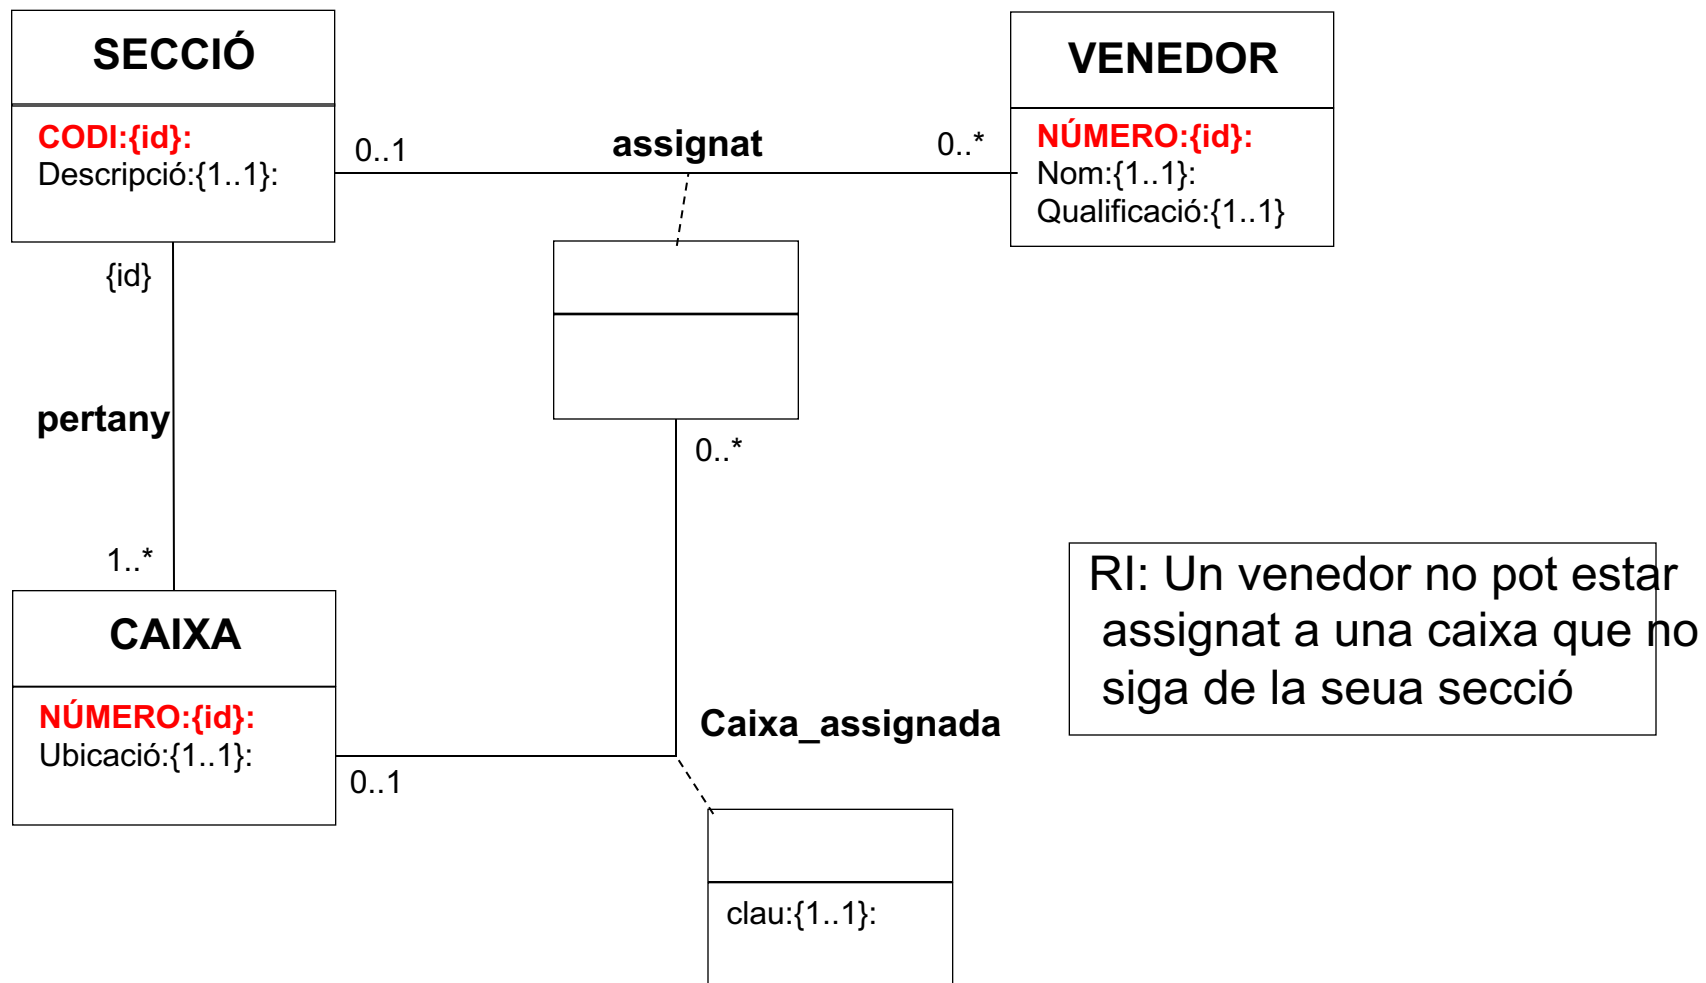 SECCIÓ
CODI:{id}:
Descripció:{1..1}:
0..1
assignat
0..*
VENEDOR
NÚMERO:{id}:
Nom:{1..1}:
Qualificació:{1..1}
{id}
pertany
1..*
0..*
CAIXA
NÚMERO:{id}:
Ubicació:{1..1}:
0..1
Caixa_assignada
clau:{1..1}:
RI: Un venedor no pot estar
assignat a una caixa que no
siga de la seua secció